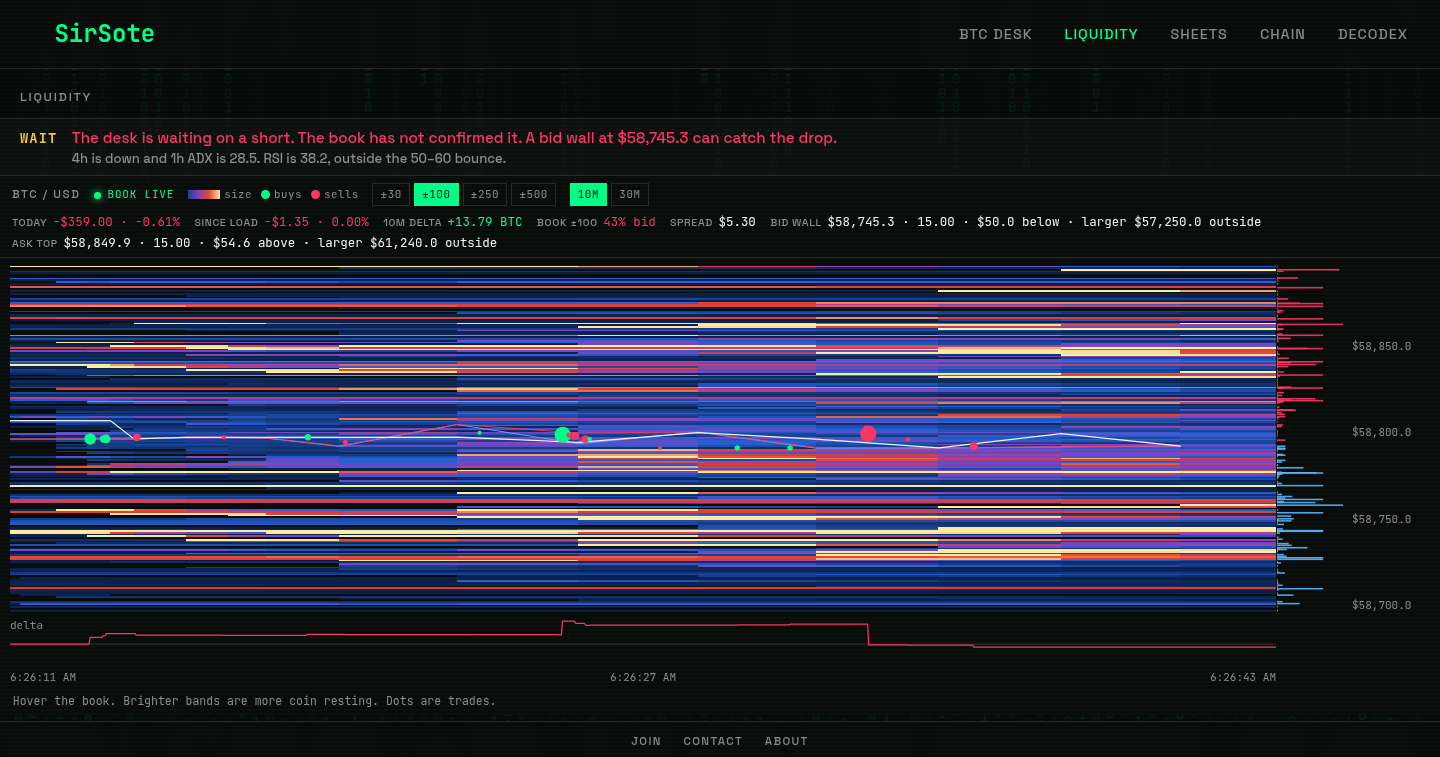 SirSote
BTC DESK LIQUIDITY SHEETS CHAIN DECODEX
LIQUIDITY
WAIT The desk is waiting on a short. The book has not confirmed it. A bid wall at $58,745.3 can catch the drop.
4h is down and 1h ADX is 28.5. RSI is 38.2, outside the 50–60 bounce.
BTC / USD BOOK LIVE size buys sells ±30 ±100 ±250 ±500 10M 30M
TODAY -$359.00 · -0.61% SINCE LOAD -$1.35 · 0.00% 10M DELTA +13.79 BTC BOOK ±100 43% bid SPREAD $5.30 BID WALL $58,745.3 · 15.00 · $50.0 below · larger $57,250.0 outside
ASK TOP $58,849.9 · 15.00 · $54.6 above · larger $61,240.0 outside
$58,850.0
$58,800.0
$58,750.0
$58,700.0
delta
6:26:11 AM 6:26:27 AM 6:26:43 AM
Hover the book. Brighter bands are more coin resting. Dots are trades.
JOIN CONTACT ABOUT